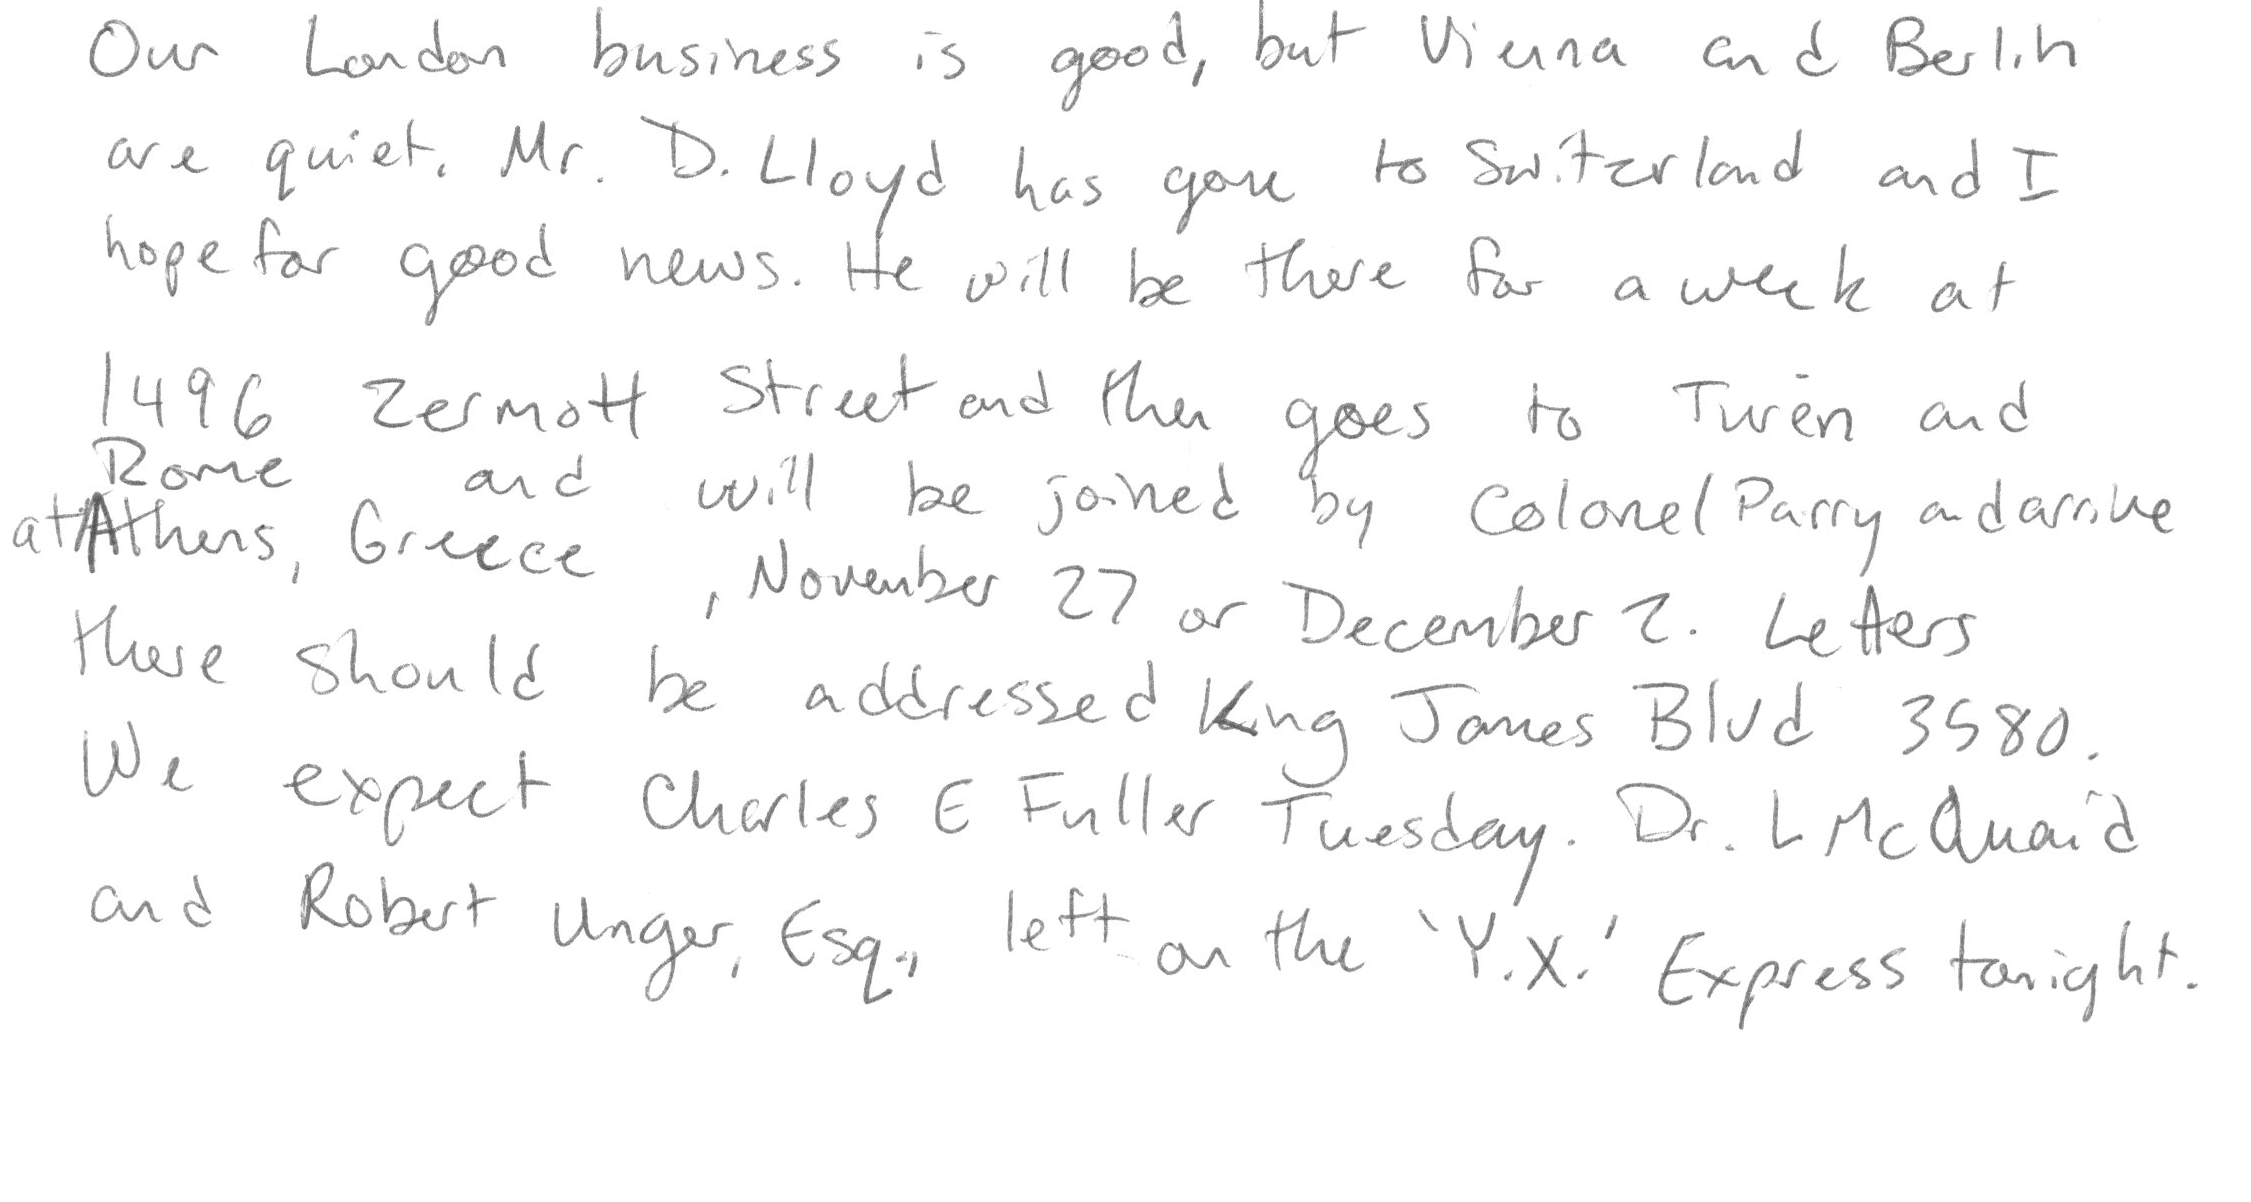 Our London business is good, but Vienna and Berlin
are quiet. Mr. D. Lloyd has gone to Switzerland and I
hope for good news. He will be there for a week at
1496 Zermott Street and then goes to Turen and
Rome and will be joined by Colonel Parry and arrive
at Athens, Greece, November 27 or December 2. Letters
there should be addressed King James Blvd 3580.
We expect Charles E Fuller Tuesday. Dr. L McQuaid
and Robert Unger, Esq., left on the 'Y.X.' Express tonight.